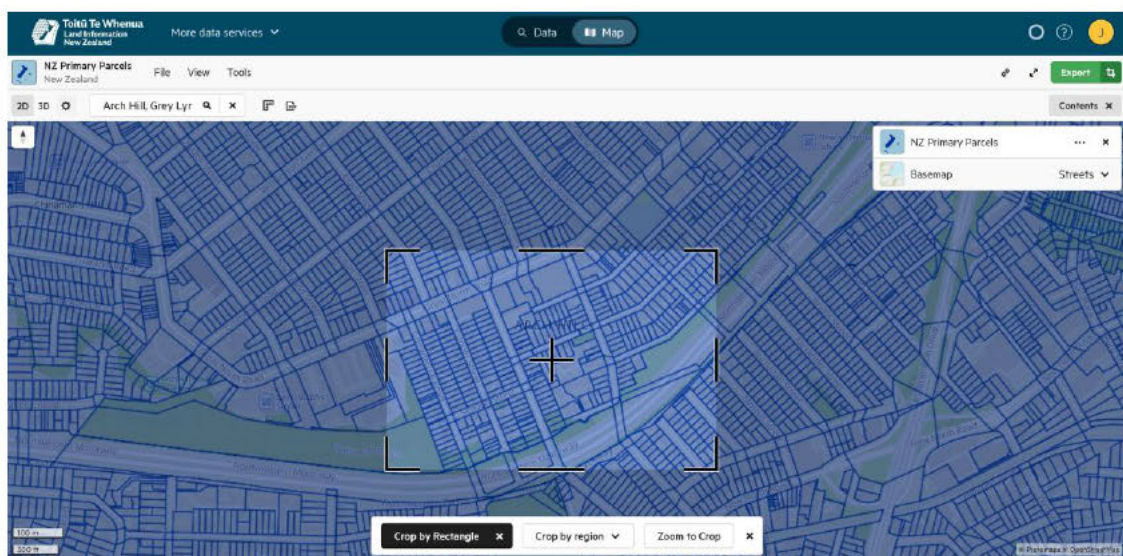 Toitū Te Whenua
Land Information
New Zealand
More data services
Data
Map
J
NZ Primary Parcels
New Zealand
File
View
Tools
Export
2D
3D
Arch Hill, Grey Lyr
Contents
NZ Primary Parcels
Basemap
Streets
100 m
Crop by Rectangle
Crop by region
Zoom to Crop